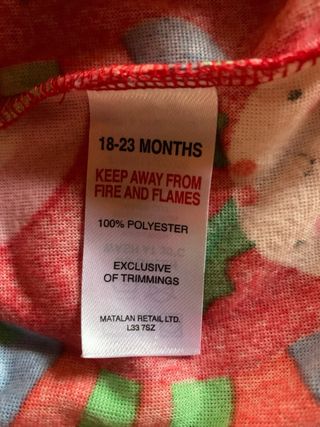 18-23 MONTHS
KEEP AWAY FROM
FIRE AND FLAMES
100% POLYESTER
EXCLUSIVE
OF TRIMMINGS
MATALAN RETAIL LTD.
L33 7SZ